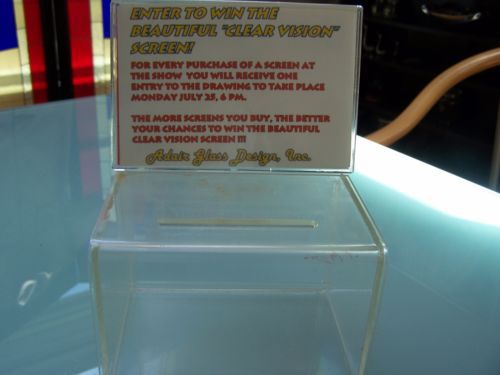 ENTER TO WIN THE
BEAUTIFUL "CLEAR VISION"
SCREEN!
FOR EVERY PURCHASE OF A SCREEN AT
THE SHOW YOU WILL RECEIVE ONE
ENTRY TO THE DRAWING TO TAKE PLACE
MONDAY JULY 25, 6 PM.
THE MORE SCREENS YOU BUY, THE BETTER
YOUR CHANCES TO WIN THE BEAUTIFUL
CLEAR VISION SCREEN !!!
Adair Glass Design, Inc.